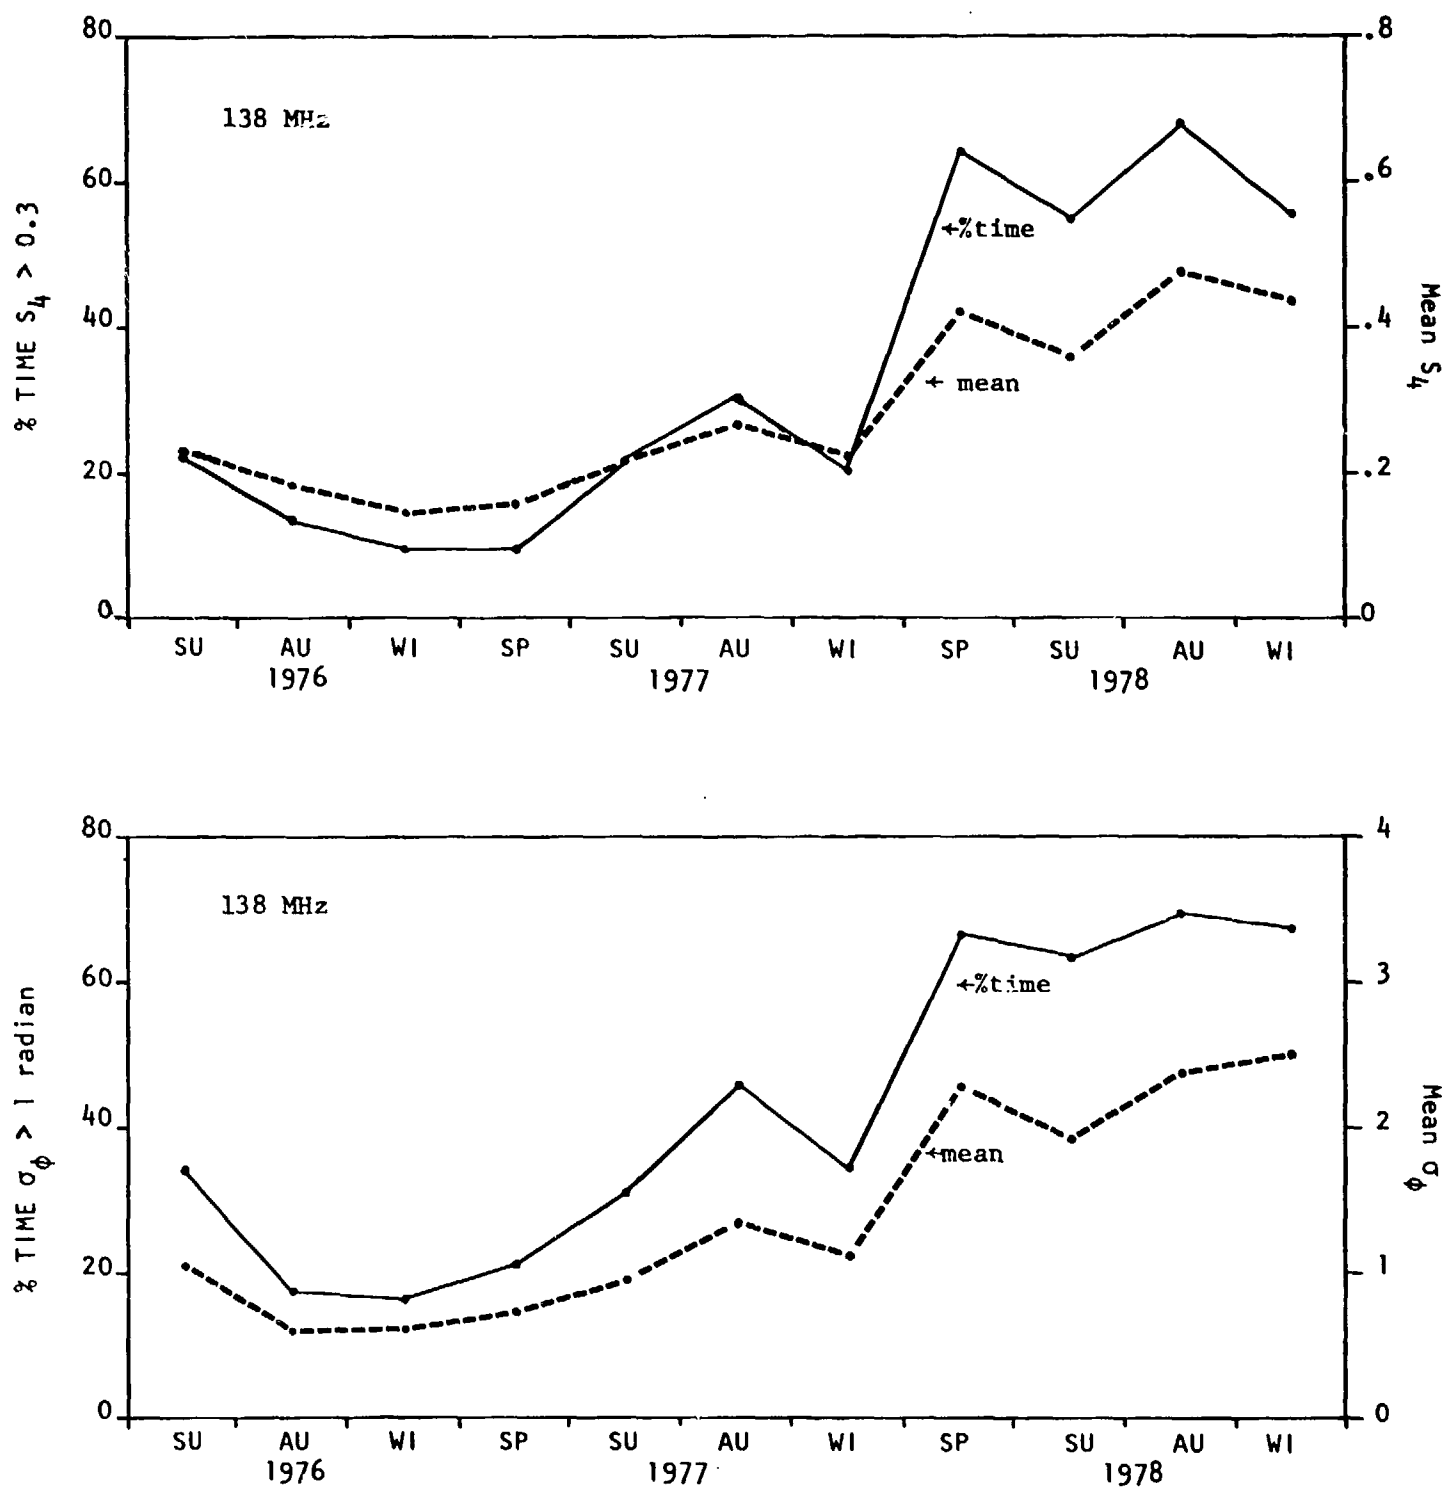 80
60
40
20
0
% TIME S₄ > 0.3
138 MHz
←%time
← mean
.8
.6
.4
.2
0
Mean S₄
SU AU WI SP SU AU WI SP SU AU WI
1976 1977 1978
80
60
40
20
0
% TIME σ_ϕ > 1 radian
138 MHz
←%time
←mean
4
3
2
1
0
Mean σ_ϕ
SU AU WI SP SU AU WI SP SU AU WI
1976 1977 1978